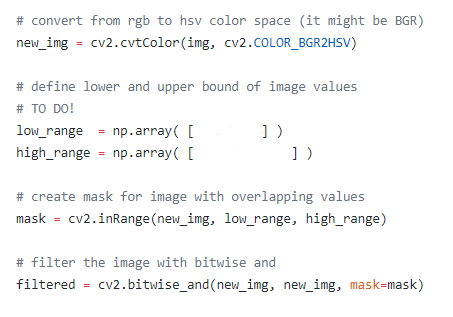 # convert from rgb to hsv color space (it might be BGR)
new_img = cv2.cvtColor(img, cv2.COLOR_BGR2HSV)
# define lower and upper bound of image values
# TO DO!
low_range  = np.array( [         ] )
high_range = np.array( [             ] )
# create mask for image with overlapping values
mask = cv2.inRange(new_img, low_range, high_range)
# filter the image with bitwise and
filtered = cv2.bitwise_and(new_img, new_img, mask=mask)